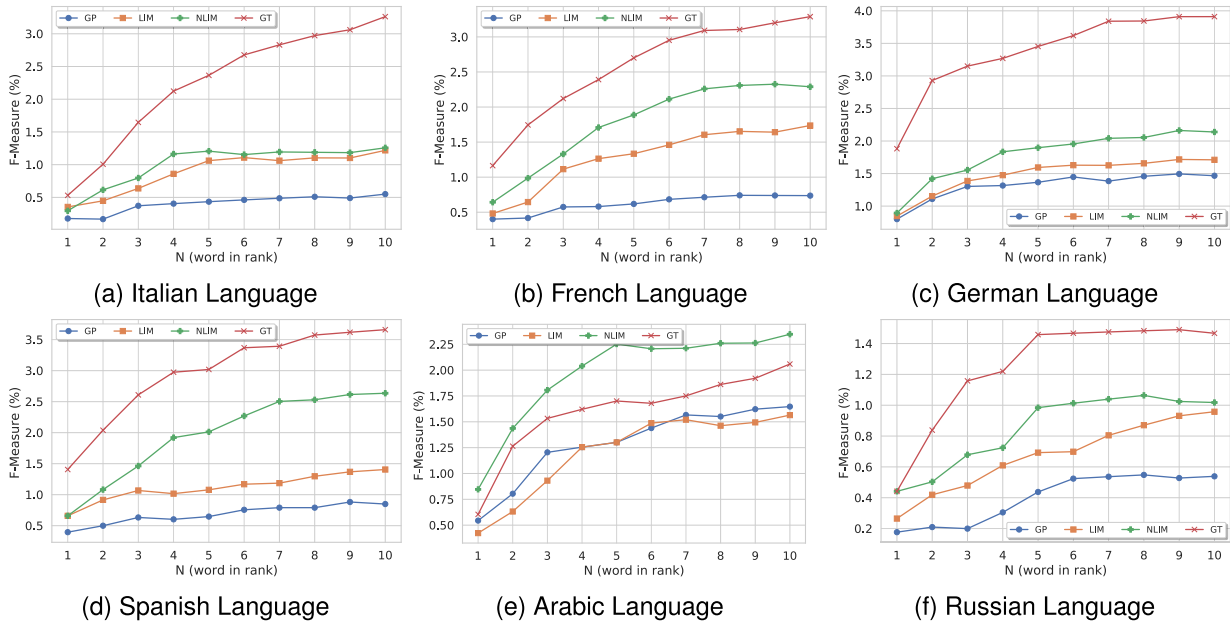 GP LIM NLIM GT
F-Measure (%)
3.0
2.5
2.0
1.5
1.0
0.5
1 2 3 4 5 6 7 8 9 10
N (word in rank)
(a) Italian Language
GP LIM NLIM GT
F-Measure (%)
3.0
2.5
2.0
1.5
1.0
0.5
1 2 3 4 5 6 7 8 9 10
N (word in rank)
(b) French Language
F-Measure (%)
4.0
3.5
3.0
2.5
2.0
1.5
1.0
GP LIM NLIM GT
1 2 3 4 5 6 7 8 9 10
N (word in rank)
(c) German Language
GP LIM NLIM GT
F-Measure (%)
3.5
3.0
2.5
2.0
1.5
1.0
0.5
1 2 3 4 5 6 7 8 9 10
N (word in rank)
(d) Spanish Language
GP LIM NLIM GT
F-Measure (%)
2.25
2.00
1.75
1.50
1.25
1.00
0.75
0.50
1 2 3 4 5 6 7 8 9 10
N (word in rank)
(e) Arabic Language
F-Measure (%)
1.4
1.2
1.0
0.8
0.6
0.4
0.2
GP LIM NLIM GT
1 2 3 4 5 6 7 8 9 10
N (word in rank)
(f) Russian Language